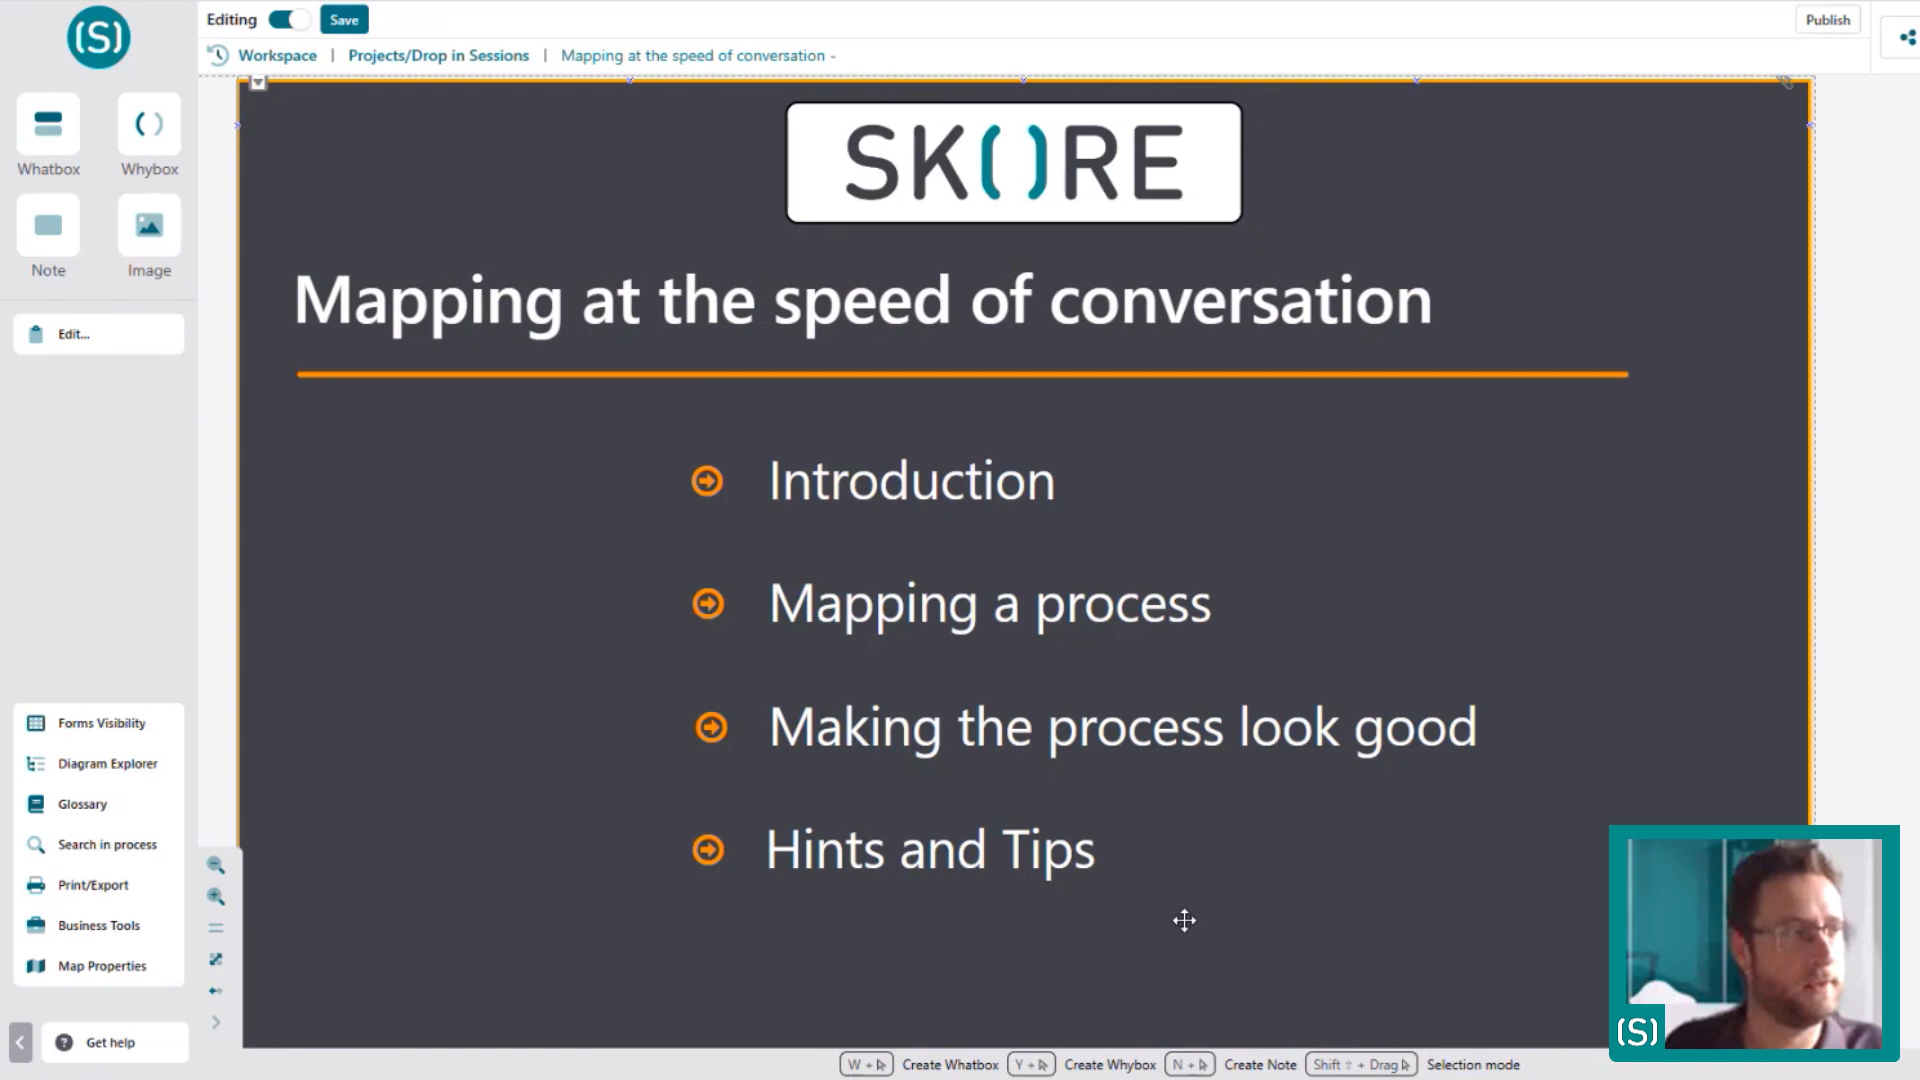 (S)
Editing
Save
Publish
Workspace | Projects/Drop in Sessions | Mapping at the speed of conversation -
Whatbox
Whybox
Note
Image
Edit...
SK()RE
Mapping at the speed of conversation
Introduction
Mapping a process
Making the process look good
Hints and Tips
Forms Visibility
Diagram Explorer
Glossary
Search in process
Print/Export
Business Tools
Map Properties
? Get help
(S)
W + Create Whatbox Y + Create Whybox N + Create Note Shift ⇧ + Drag Selection mode